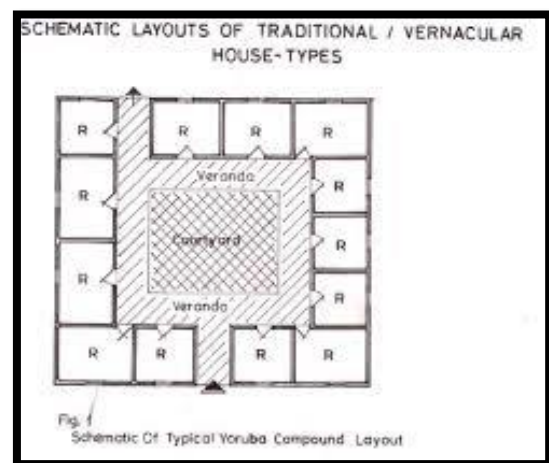 SCHEMATIC LAYOUTS OF TRADITIONAL / VERNACULAR
HOUSE-TYPES
R R R R
Veranda
R R
Courtyard
R
R
Veranda
R
R R R R
Fig. 1
Schematic Of Typical Yoruba Compound Layout